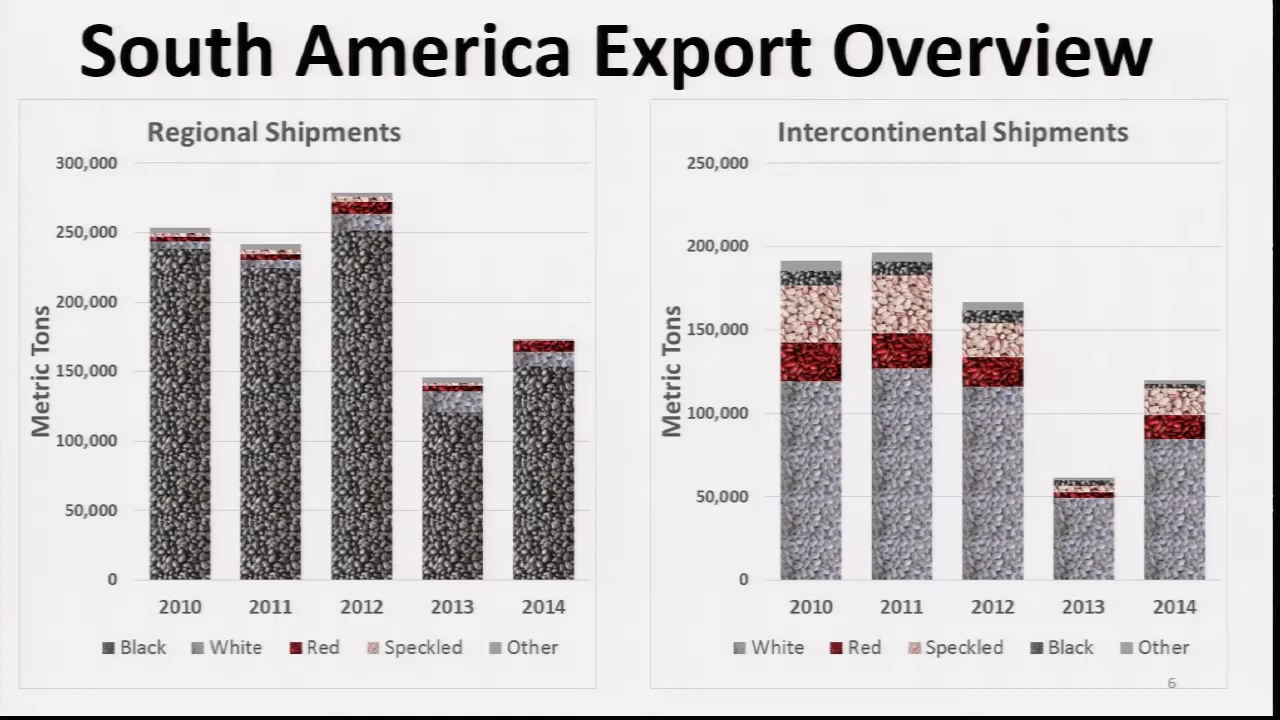 South America Export Overview
Regional Shipments
Metric Tons
300,000
250,000
200,000
150,000
100,000
50,000
0
2010 2011 2012 2013 2014
Black White Red Speckled Other
Intercontinental Shipments
Metric Tons
250,000
200,000
150,000
100,000
50,000
0
2010 2011 2012 2013 2014
White Red Speckled Black Other
6